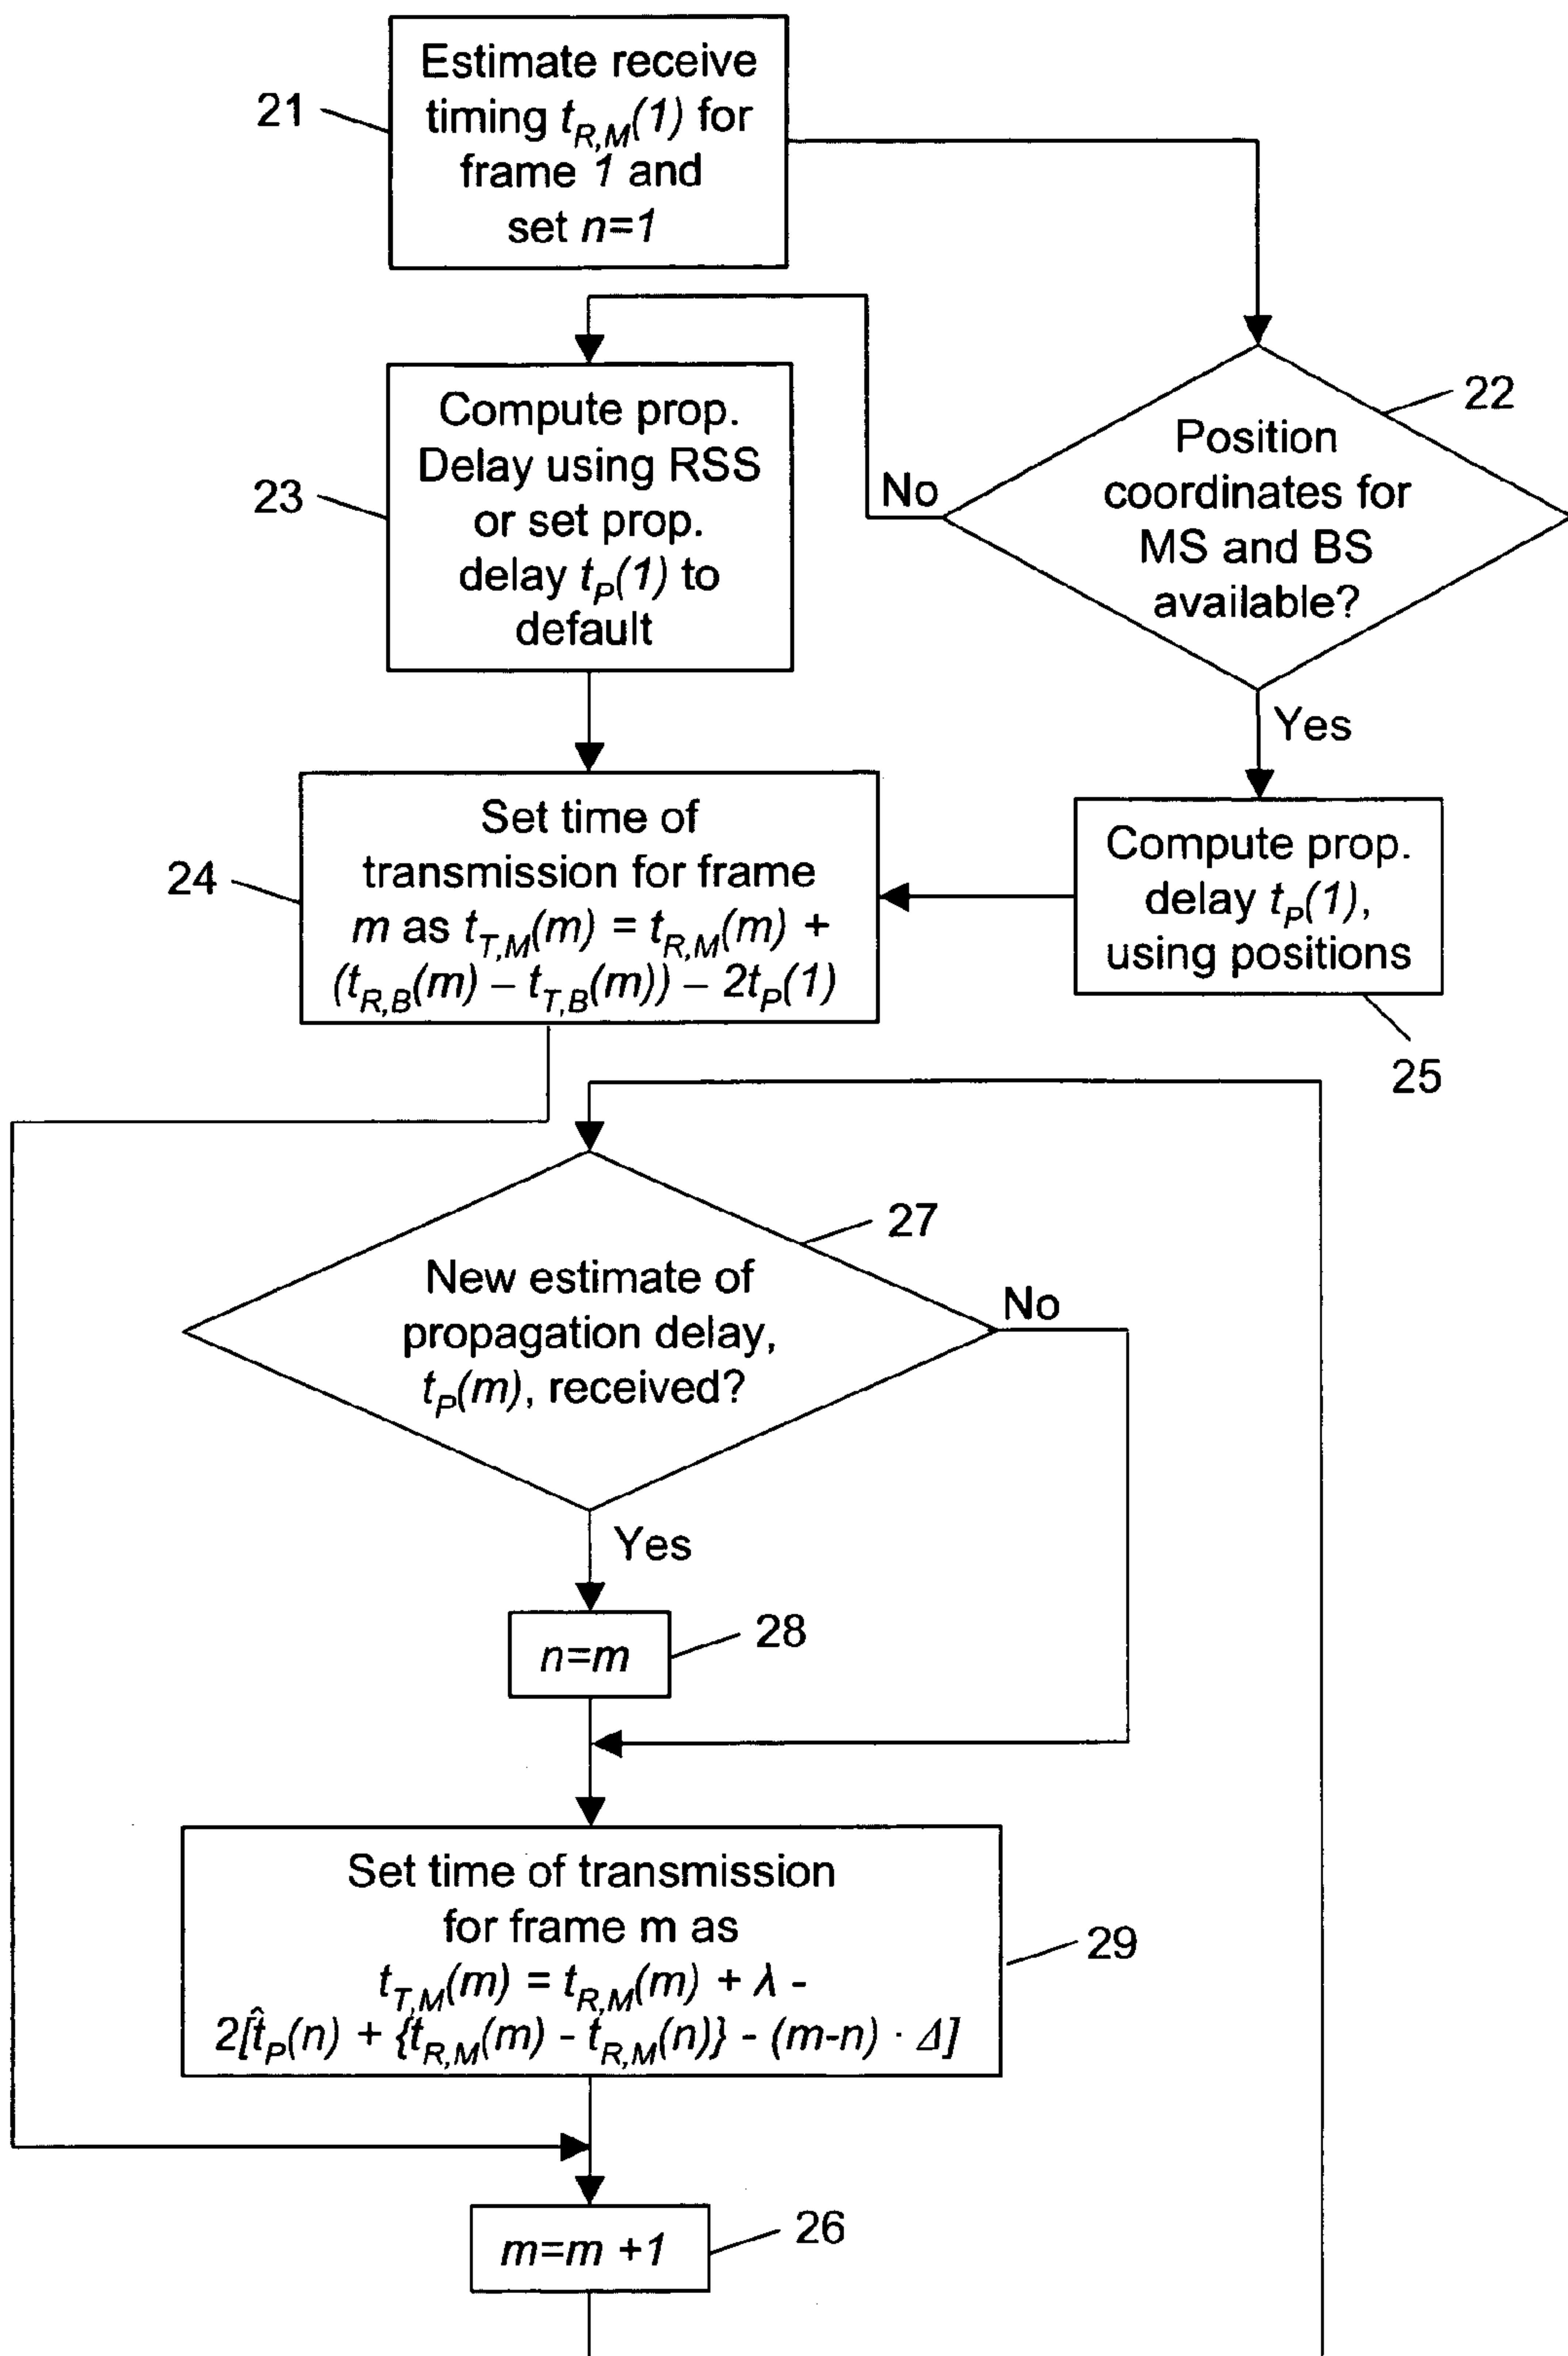 Estimate receive
timing t_{R,M}(1) for
frame 1 and
set n=1
21
Position
coordinates for
MS and BS
available?
22
No
Yes
Compute prop.
Delay using RSS
or set prop.
delay t_P(1) to
default
23
Compute prop.
delay t_P(1),
using positions
25
Set time of
transmission for frame
m as t_{T,M}(m) = t_{R,M}(m) +
(t_{R,B}(m) – t_{T,B}(m)) – 2t_P(1)
24
New estimate of
propagation delay,
t_P(m), received?
27
No
Yes
n=m
28
Set time of transmission
for frame m as
t_{T,M}(m) = t_{R,M}(m) + λ -
2[t̂_P(n) + {t_{R,M}(m) - t_{R,M}(n)} - (m-n) · Δ]
29
m=m +1
26